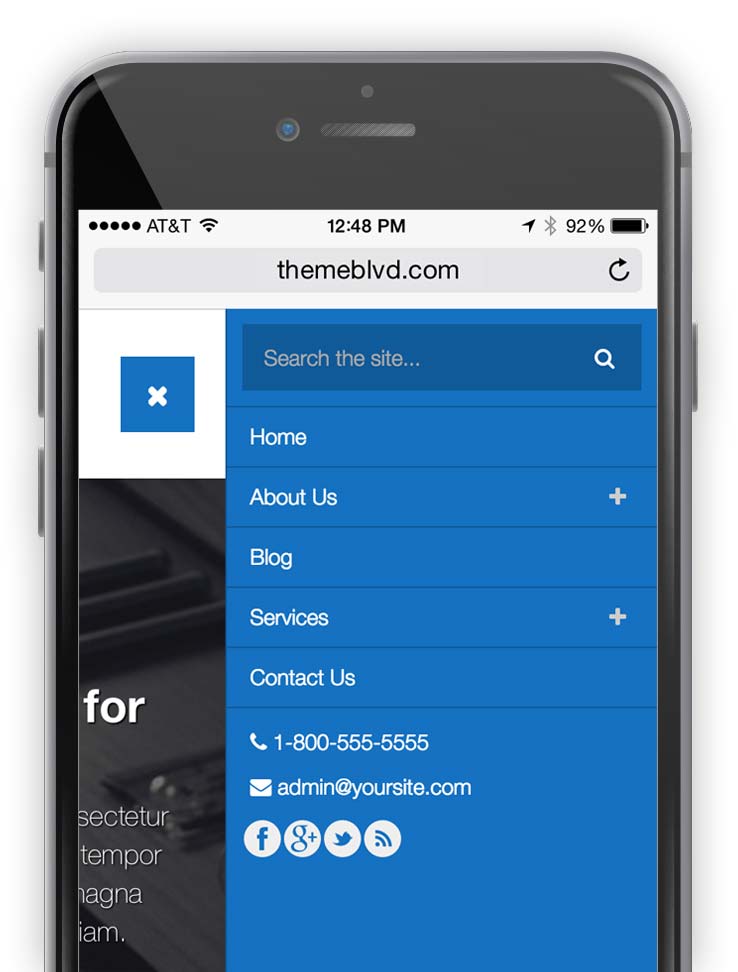 AT&T 12:48 PM 92%
themeblvd.com
Search the site...
Home
About Us
Blog
Services
Contact Us
1-800-555-5555
admin@yoursite.com
f g+
for
sectetur
tempor
magna
iam.